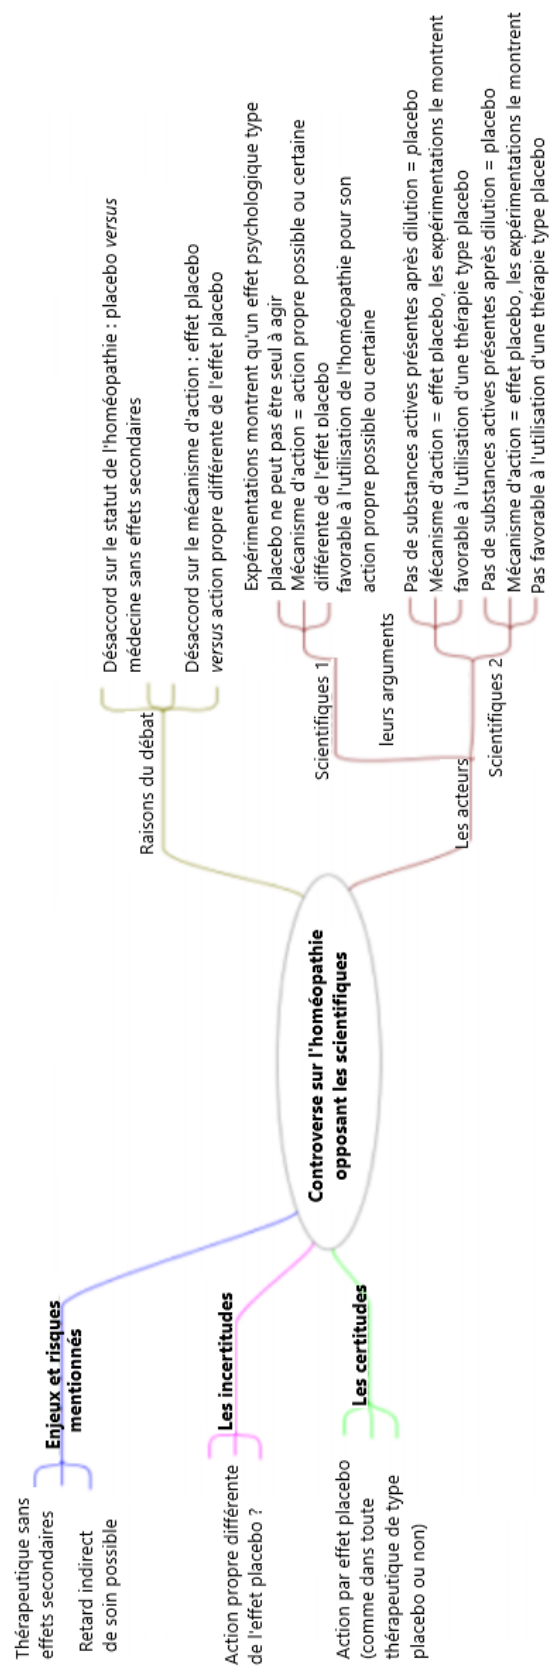 Thérapeutique sans
effets secondaires
Retard indirect
de soin possible
Enjeux et risques
mentionnés
Action propre différente
de l'effet placebo ?
Les incertitudes
Action par effet placebo
(comme dans toute
thérapeutique de type
placebo ou non)
Les certitudes
Controverse sur l'homéopathie
opposant les scientifiques
Raisons du débat
Désaccord sur le statut de l'homéopathie : placebo versus
médecine sans effets secondaires
Désaccord sur le mécanisme d'action : effet placebo
versus action propre différente de l'effet placebo
Les acteurs
leurs arguments
Scientifiques 1
Expérimentations montrent qu'un effet psychologique type
placebo ne peut pas être seul à agir
Mécanisme d'action = action propre possible ou certaine
différente de l'effet placebo
favorable à l'utilisation de l'homéopathie pour son
action propre possible ou certaine
Scientifiques 2
Pas de substances actives présentes après dilution = placebo
Mécanisme d'action = effet placebo, les expérimentations le montrent
favorable à l'utilisation d'une thérapie type placebo
Pas de substances actives présentes après dilution = placebo
Mécanisme d'action = effet placebo, les expérimentations le montrent
Pas favorable à l'utilisation d'une thérapie type placebo